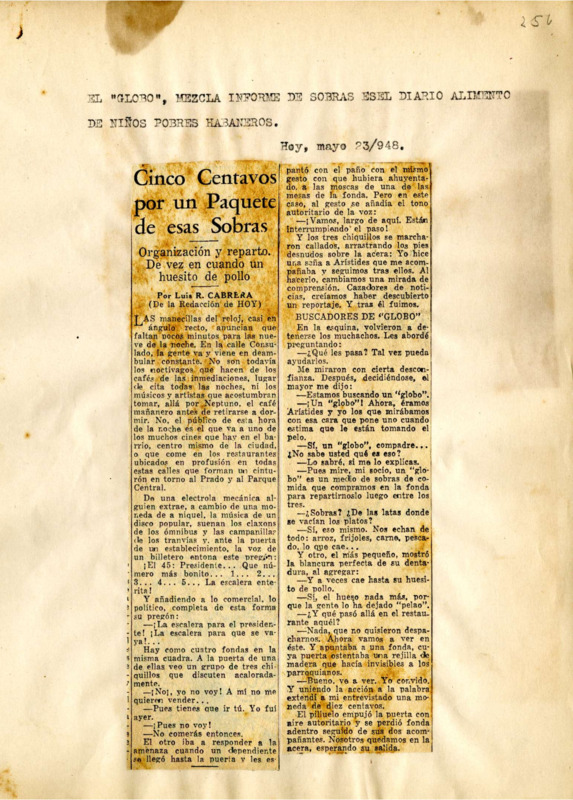 256
EL "GLOBO", MEZCLA INFORME DE SOBRAS ESEL DIARIO ALIMENTO
DE NIÑOS POBRES HABANEROS.
Hoy, mayo 23/948.
Cinco Centavos
por un Paquete
de esas Sobras
Organización y reparto.
De vez en cuando un
huesito de pollo
Por Luis R. CABRERA
(De la Redacción de HOY)
LAS manecillas del reloj, casi en
ángulo recto, anuncian que
faltan pocos minutos para las nue-
ve de la noche. En la calle Consu-
lado, la gente va y viene en deam-
bular constante. No son todavía
los noctívagos que hacen de los
cafés de las inmediaciones, lugar
de cita todas las noches, ni los
músicos y artistas que acostumbran
tomar, allá por Neptuno, el café
mañanero antes de retirarse a dor-
mir. No, el público de esta hora
de la noche es el que va a uno de
los muchos cines que hay en el ba-
rrio, centro mismo de la ciudad,
o que come en los restaurantes
ubicados en profusión en todas
estas calles que forman un cintu-
rón en torno al Prado y al Parque
Central.
De una electrola mecánica al-
guien extrae, a cambio de una mo-
neda de níquel, la música de un
disco popular, suenan los claxons
de los ómnibus y las campanillas
de los tranvías y, ante la puerta
de un establecimiento, la voz de
un billetero entona este pregón:
¡El 45: Presidente... Que nú-
mero más bonito... 1... 2...
3... 4... 5... La escalera ente-
rita!
Y añadiendo a lo comercial, lo
político, completa de esta forma
su pregón:
—¡La escalera para el presiden-
te! ¡La escalera para que se va-
ya!...
Hay como cuatro fondas en la
misma cuadra. A la puerta de una
de ellas veo un grupo de tres chi-
quillos que discuten acalorada-
mente.
—¡No!, yo no voy! A mí no me
quieren vender...
—Pues tienes que ir tú. Yo fuí
ayer.
—¡Pues no voy!
—No comerás entonces.
El otro iba a responder a la
amenaza cuando un dependiente
se llegó hasta la puerta y les es-
pantó con el paño con el mismo
gesto con que hubiera ahuyenta-
do, a las moscas de una de las
mesas de la fonda. Pero en este
caso, al gesto se añadía el tono
autoritario de la voz:
—¡Vamos, largo de aquí. Están
interrumpiendo el paso!
Y los tres chiquillos se marcha-
ron callados, arrastrando los pies
desnudos sobre la acera: Yo hice
una seña a Arístides que me acom-
pañaba y seguimos tras ellos. Al
hacerlo, cambiamos una mirada de
comprensión. Cazadores de noti-
cias, creíamos haber descubierto
un reportaje. Y tras él fuimos.
BUSCADORES DE "GLOBO"
En la esquina, volvieron a de-
tenerse los muchachos. Les abordé
preguntando:
—¿Qué les pasa? Tal vez pueda
ayudarlos.
Me miraron con cierta descon-
fianza. Después, decidiéndose, el
mayor me dijo:
—Estamos buscando un "globo".
—¡Un "globo"! Ahora, éramos
Arístides y yo los que mirábamos
con esa cara que pone uno cuando
estima que le están tomando el
pelo.
—Sí, un "globo", compadre...
¿No sabe usted qué es eso?
—Lo sabré, si me lo explicas.
—Pues mire, mi socio, un "glo-
bo" es un medio de sobras de co-
mida que compramos en la fonda
para repartírnoslo luego entre los
tres.
—¿Sobras? ¿De las latas donde
se vacían los platos?
—Sí, eso mismo. Nos echan de
todo: arroz, frijoles, carne, pesca-
do, lo que cae...
Y otro, el más pequeño, mostró
la blancura perfecta de su denta-
dura, al agregar:
—Y a veces cae hasta su huesi-
to de pollo.
—Sí, el hueso nada más, por-
que la gente lo ha dejado "pelao".
—¿Y qué pasó allá en el restau-
rante aquél?
—Nada, que no quisieron despa-
charnos. Ahora vamos a ver en
éste. Y apuntaba a una fonda, cu-
ya puerta ostentaba una rejilla de
madera que hacía invisibles a los
parroquianos.
—Bueno, ve a ver. Yo convido.
Y uniendo la acción a la palabra
extendí a mi entrevistado una mo-
neda de diez centavos.
El pilluelo empujó la puerta con
aire autoritario y se perdió fonda
adentro seguido de sus dos acom-
pañantes. Nosotros quedamos en la
acera, esperando su salida.